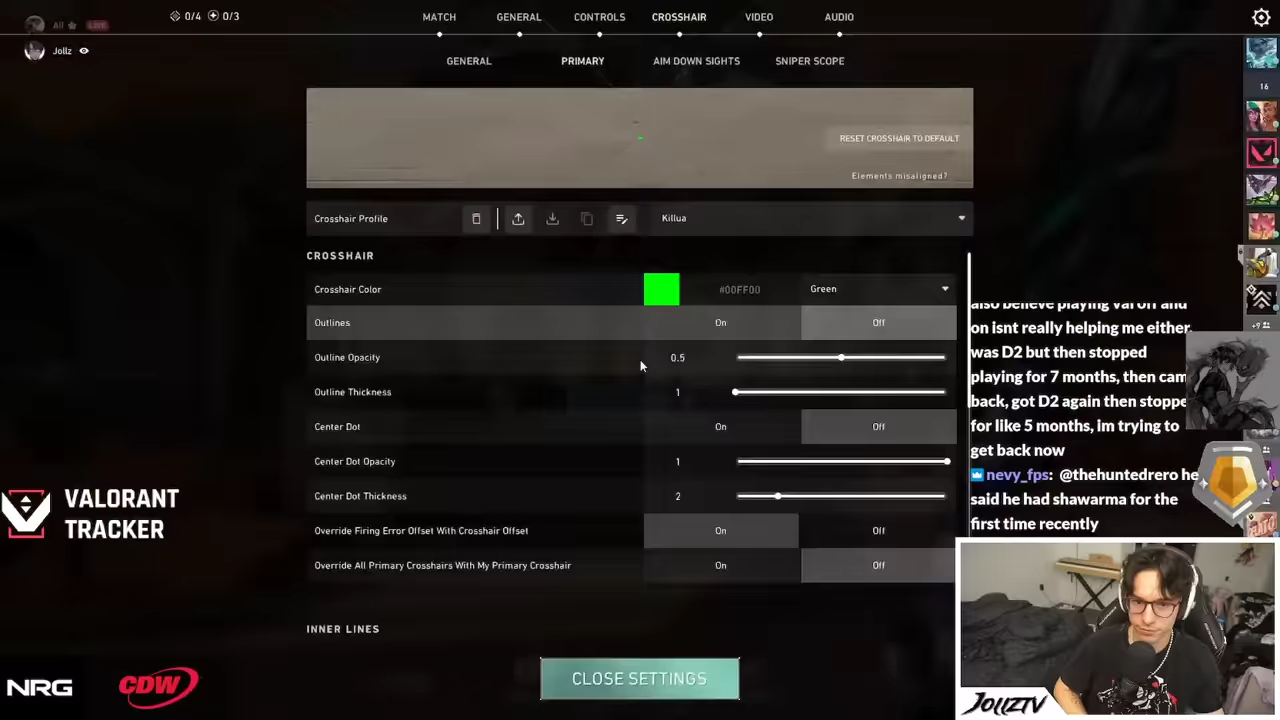 All
LIVE
0/4
0/3
MATCH
GENERAL
CONTROLS
CROSSHAIR
VIDEO
AUDIO
Jollz
GENERAL
PRIMARY
AIM DOWN SIGHTS
SNIPER SCOPE
16
RESET CROSSHAIR TO DEFAULT
Elements misaligned?
Crosshair Profile
Killua
CROSSHAIR
Crosshair Color
#00FF00
Green
Outlines
On
Off
Outline Opacity
0.5
Outline Thickness
1
Center Dot
On
Off
Center Dot Opacity
1
Center Dot Thickness
2
Override Firing Error Offset With Crosshair Offset
On
Off
Override All Primary Crosshairs With My Primary Crosshair
On
Off
INNER LINES
CLOSE SETTINGS
+9
also believe playing val off and
on isnt really helping me either,
was D2 but then stopped
playing for 7 months, then cam
back, got D2 again then stoppe
for like 5 months, im trying to
get back now
nevy_fps: @thehuntedrero he
said he had shawarma for the
first time recently
VALORANT
TRACKER
NRG
CDW
JOLLZTV